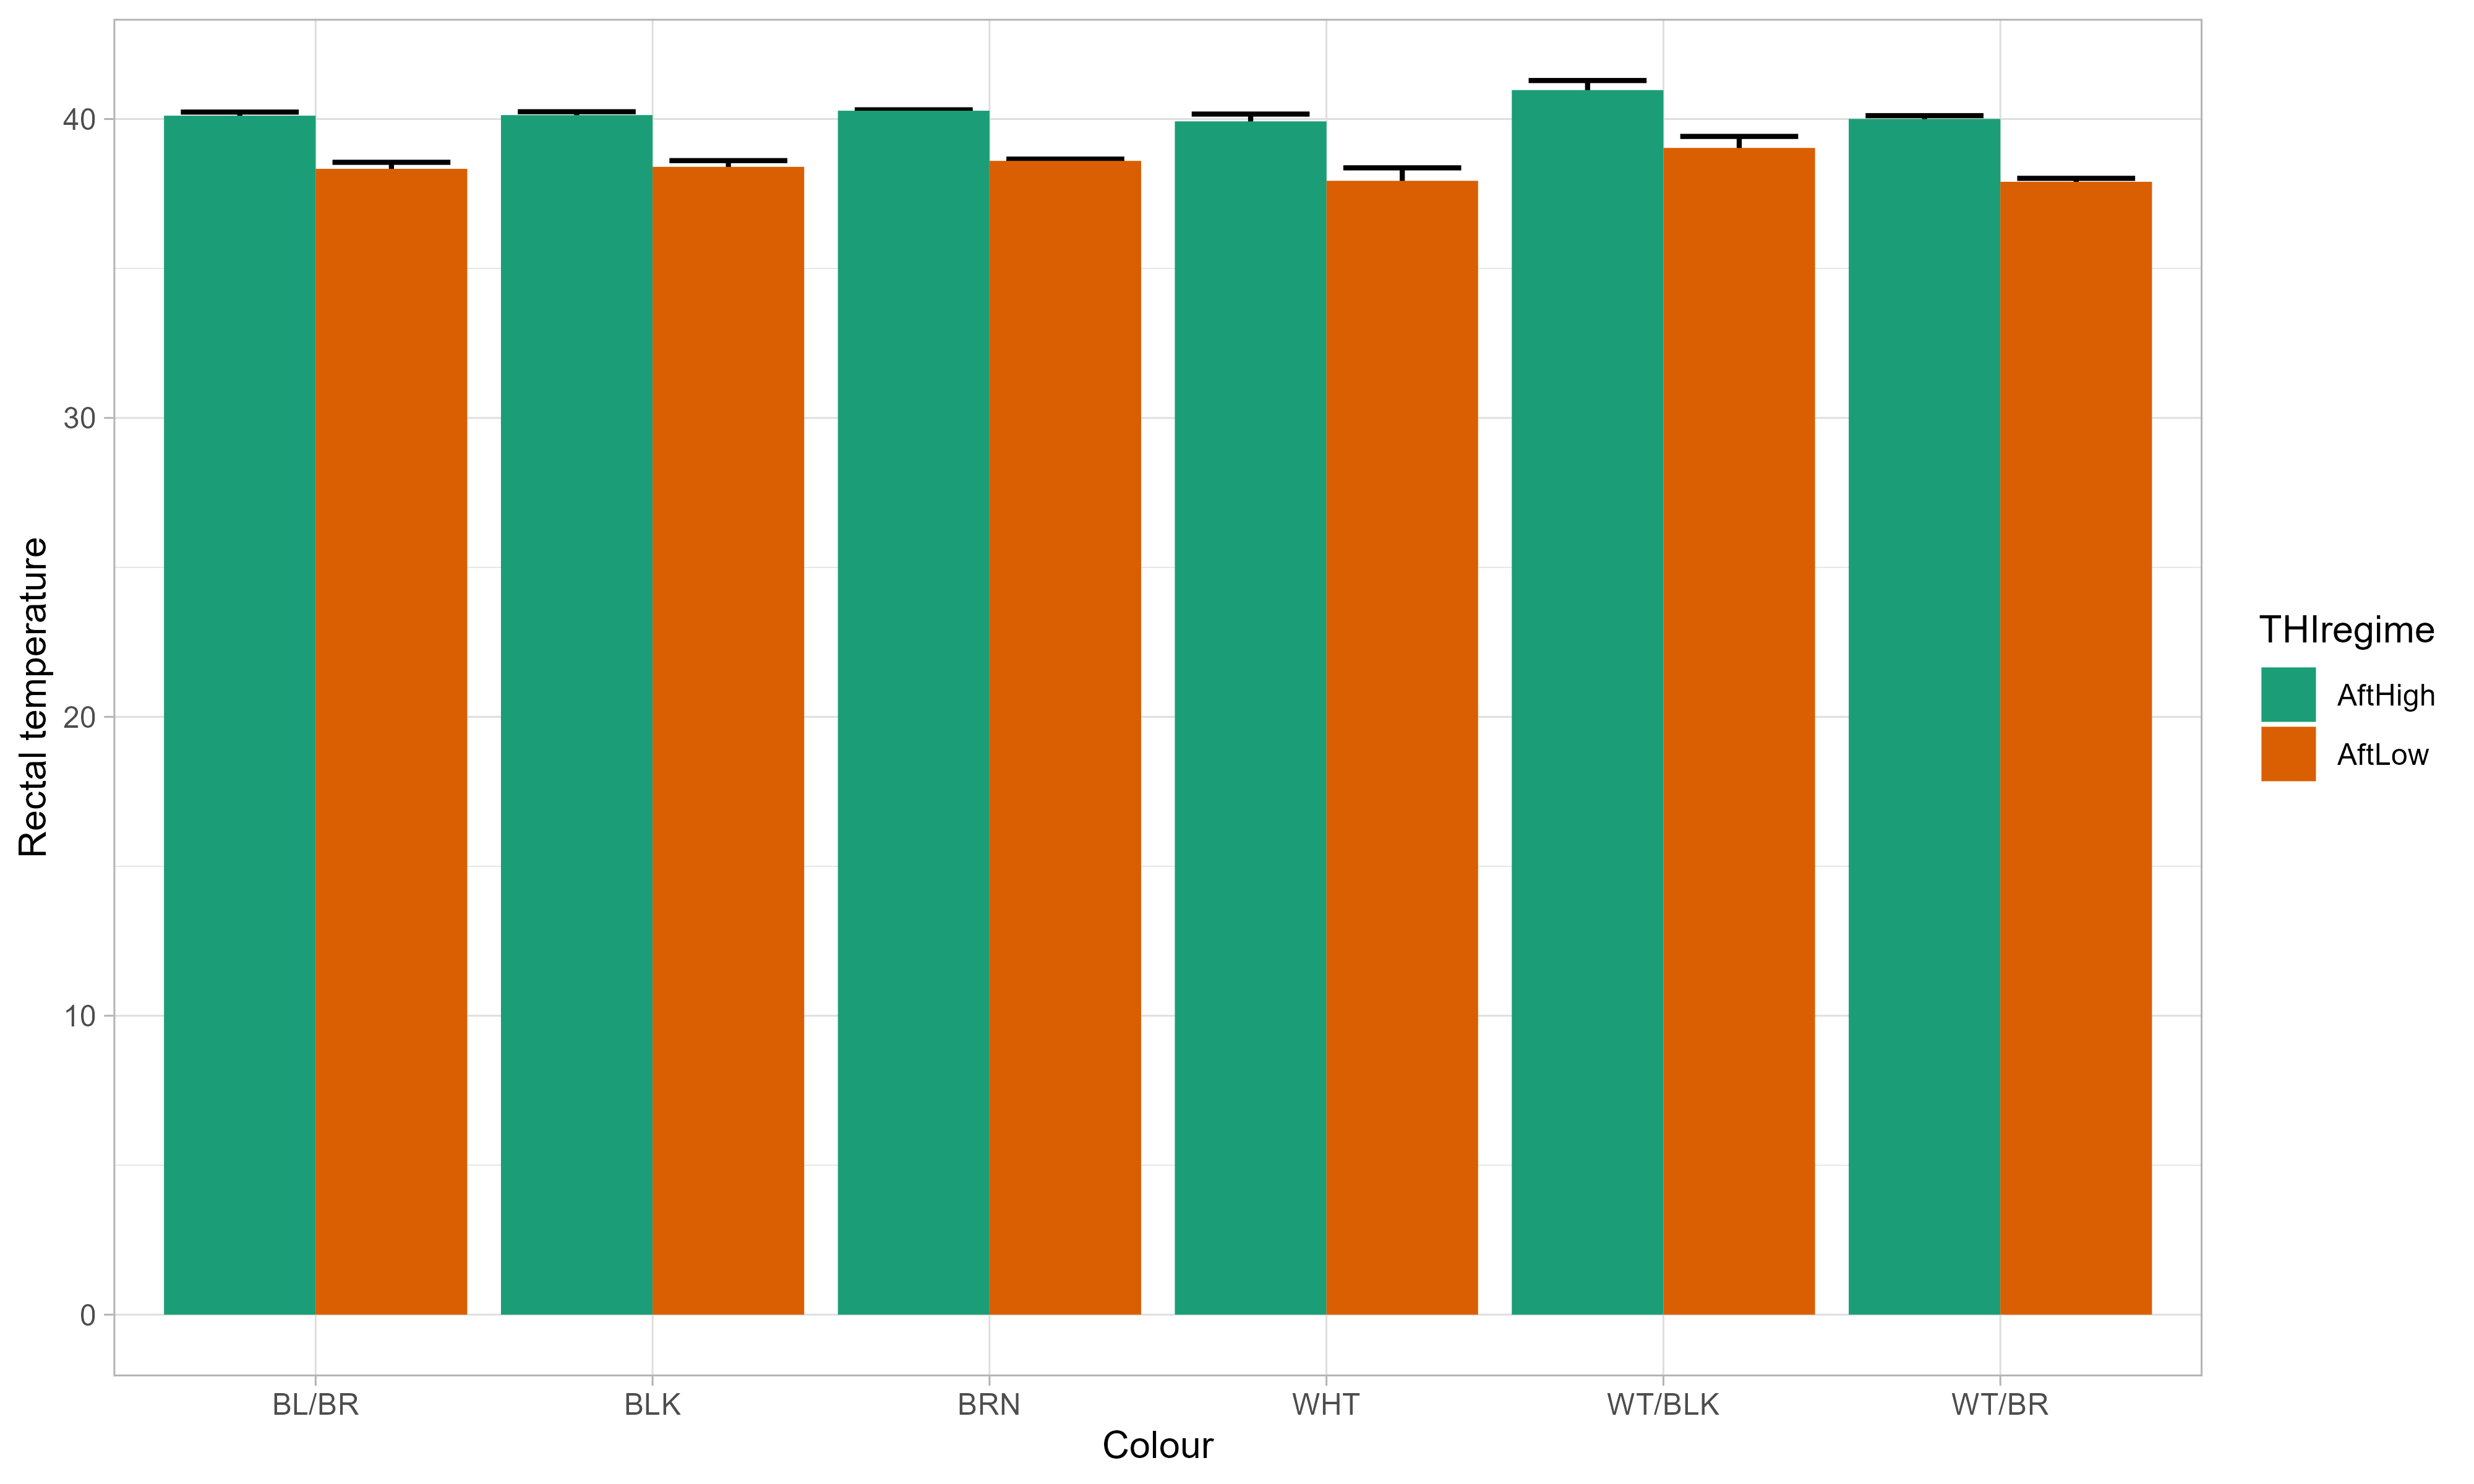 40
30
20
10
0
Rectal temperature
BL/BR BLK BRN WHT WT/BLK WT/BR
Colour
THIregime
AftHigh
AftLow